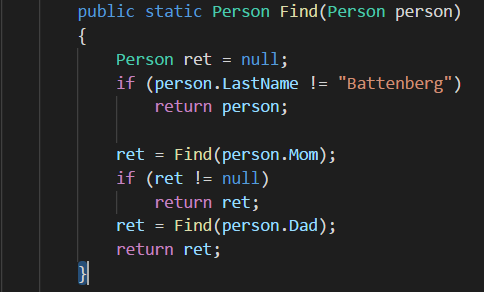 public static Person Find(Person person)
{
Person ret = null;
if (person.LastName != "Battenberg")
return person;
ret = Find(person.Mom);
if (ret != null)
return ret;
ret = Find(person.Dad);
return ret;
}